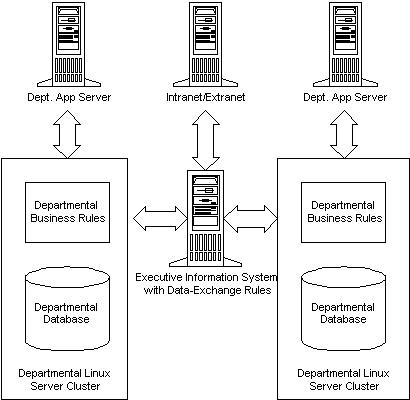 Dept. App Server
Intranet/Extranet
Dept. App Server
Departmental
Business Rules
Departmental
Database
Departmental Linux
Server Cluster
Executive Information System
with Data-Exchange Rules
Departmental
Business Rules
Departmental
Database
Departmental Linux
Server Cluster